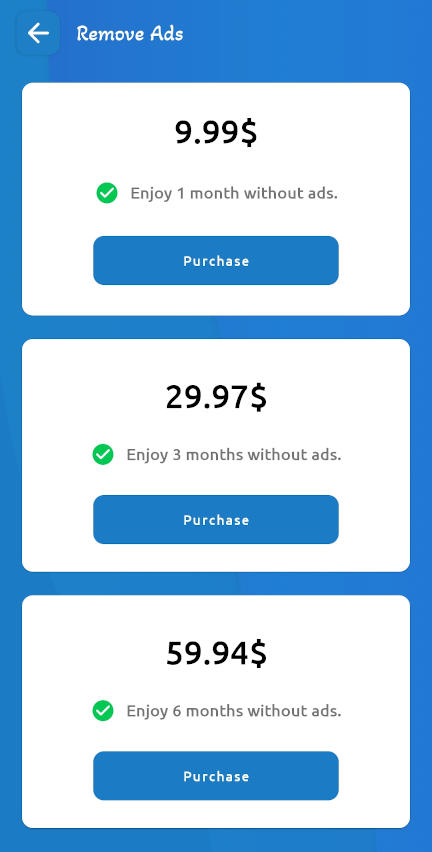 Remove Ads
9.99$
Enjoy 1 month without ads.
Purchase
29.97$
Enjoy 3 months without ads.
Purchase
59.94$
Enjoy 6 months without ads.
Purchase